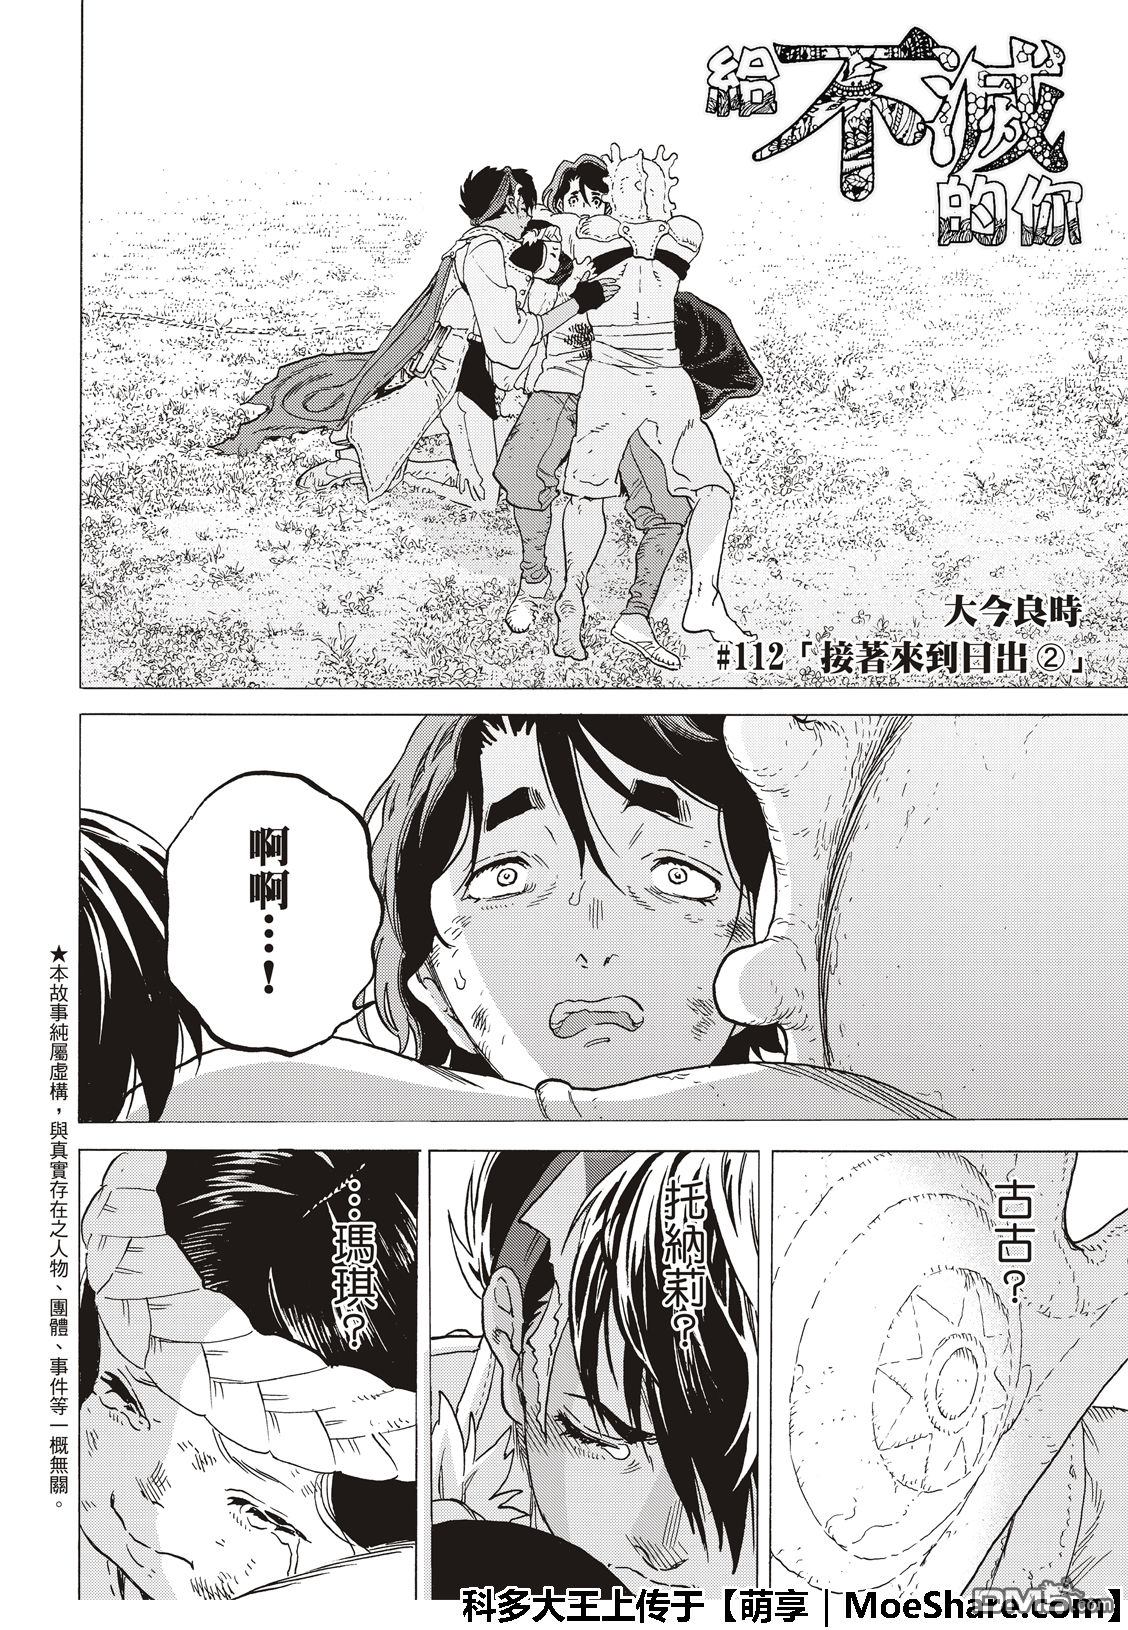 給不滅的你
大今良時
#112「接著來到日出②」
啊啊……！
古古？
托納莉？
…瑪琪？
★本故事純屬虛構，與真實存在之人物、團體、事件等一概無關。
科多大王上传于【萌享｜MoeShare.com】